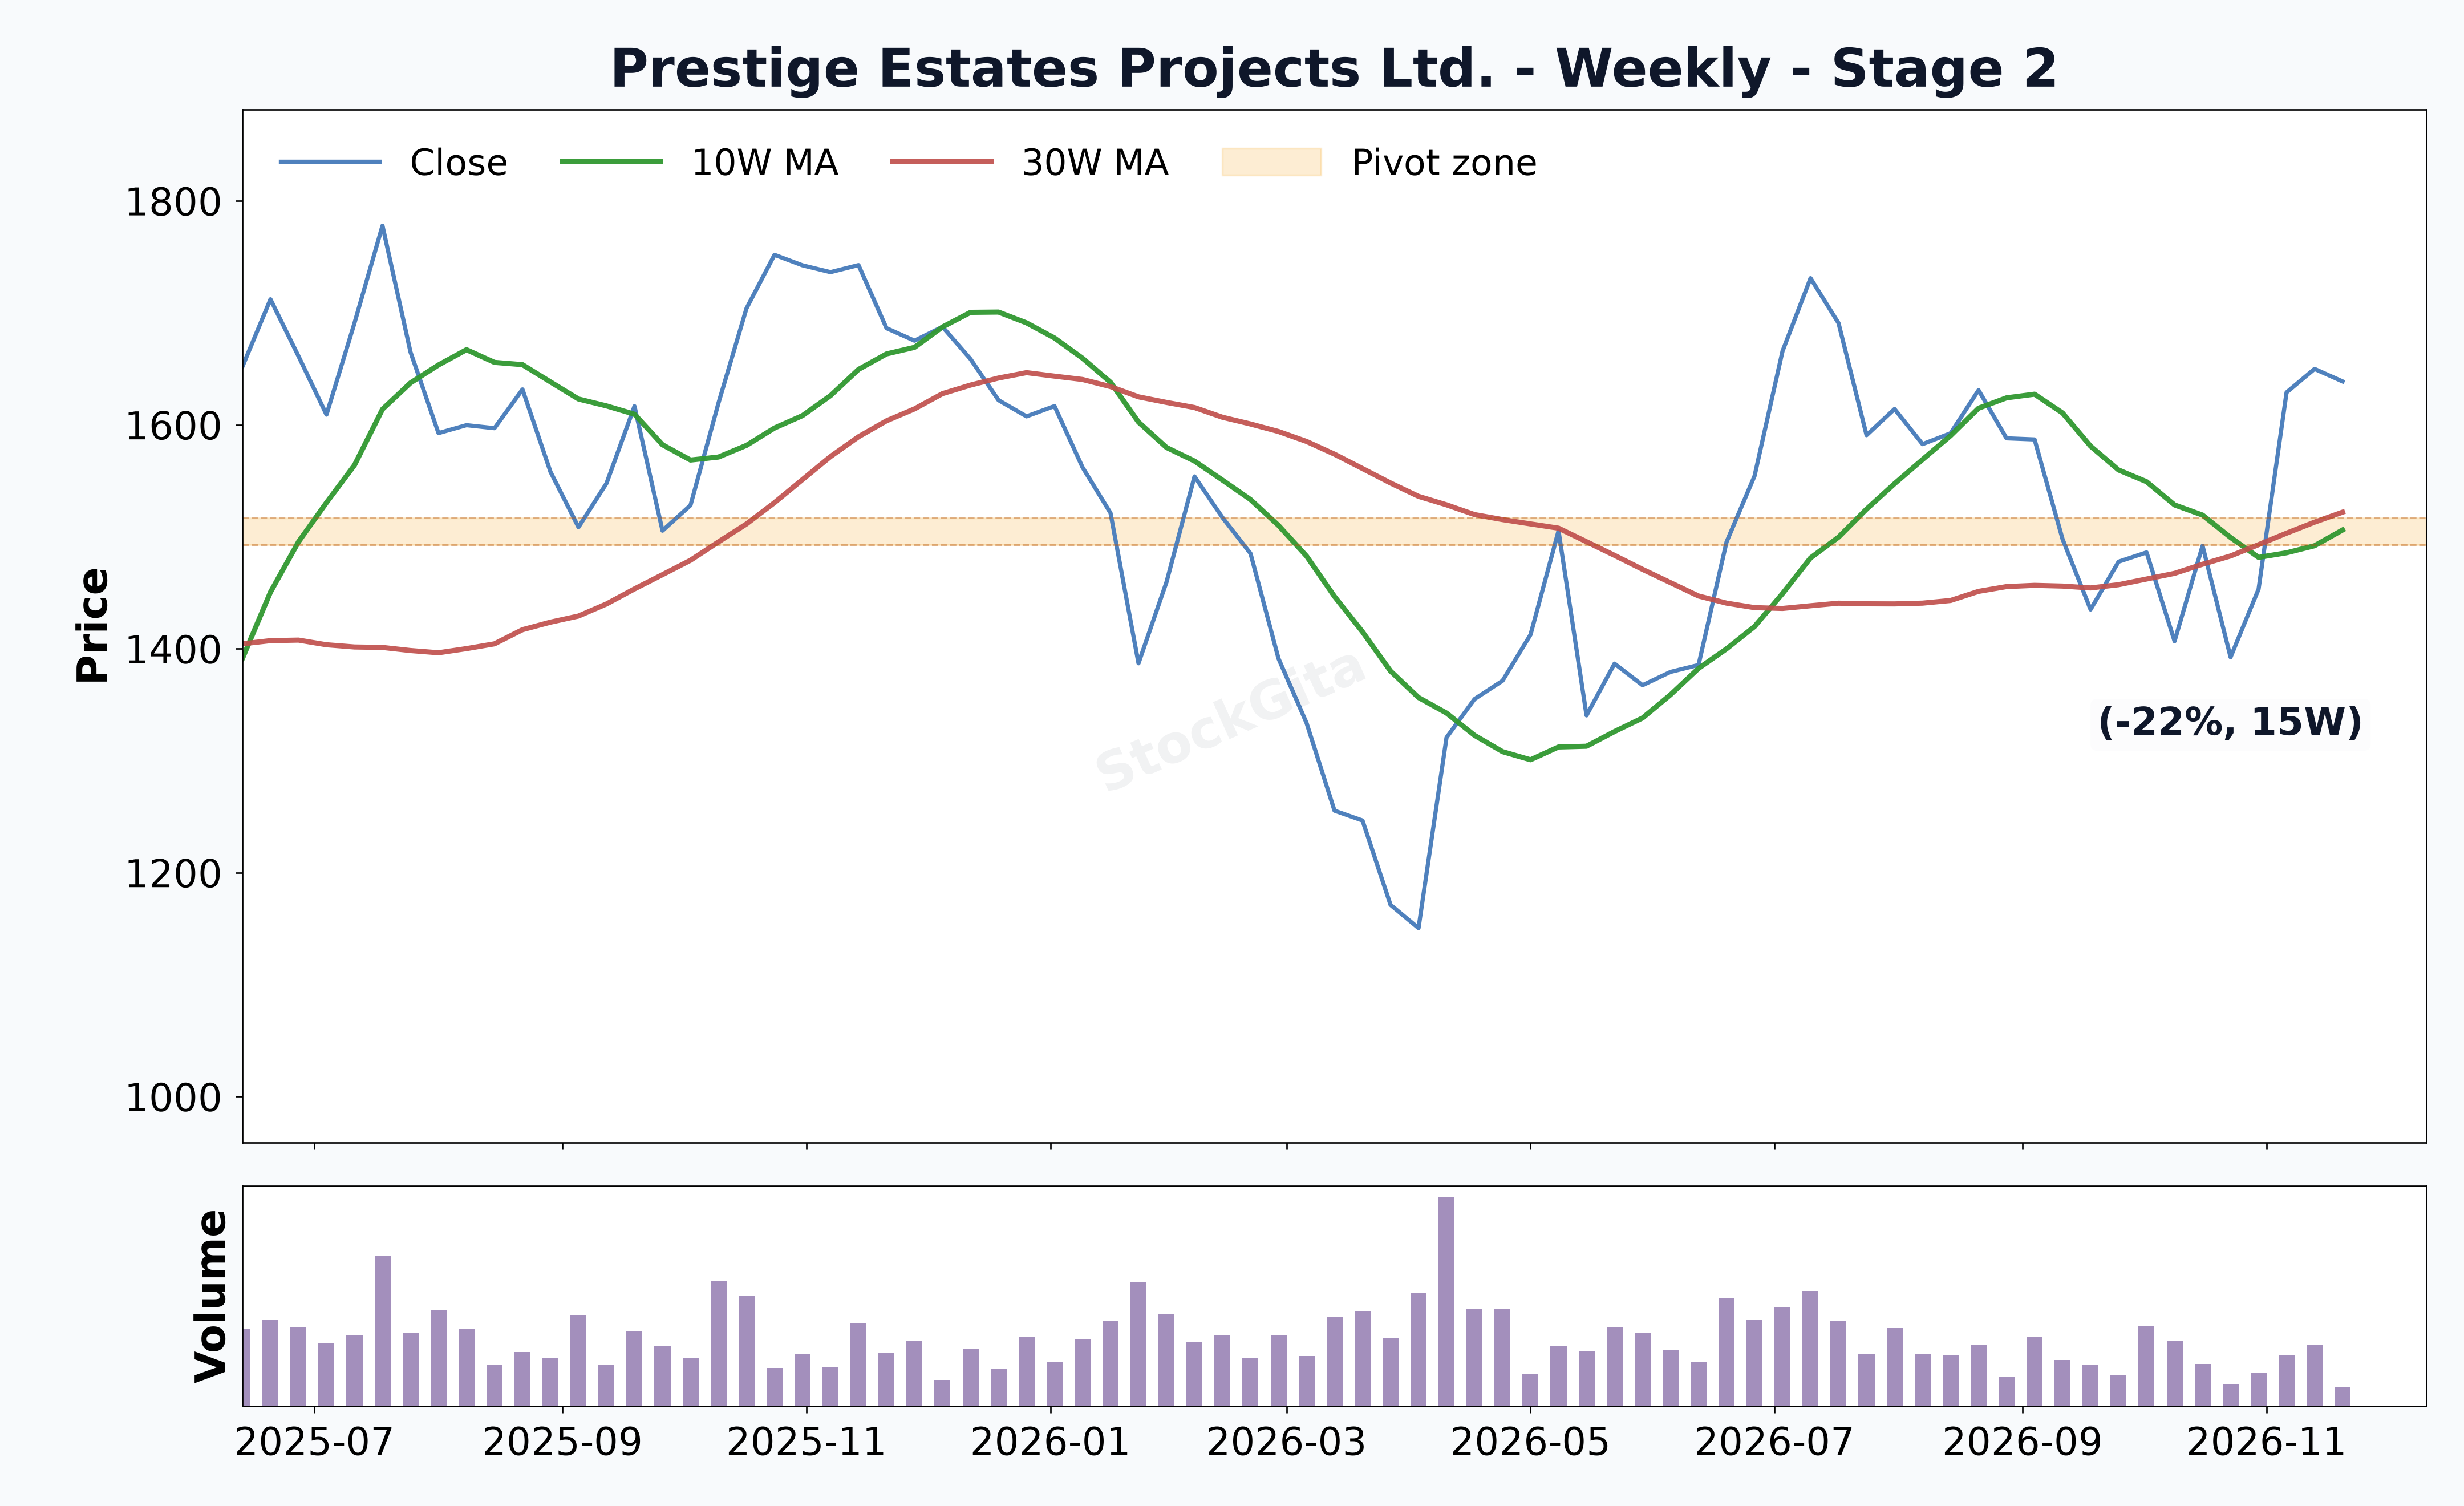 Prestige Estates Projects Ltd. - Weekly - Stage 2
Close 10W MA 30W MA Pivot zone
1800
1600
1400
1200
1000
Price
StockGita
(-22%, 15W)
Volume
2025-07 2025-09 2025-11 2026-01 2026-03 2026-05 2026-07 2026-09 2026-11